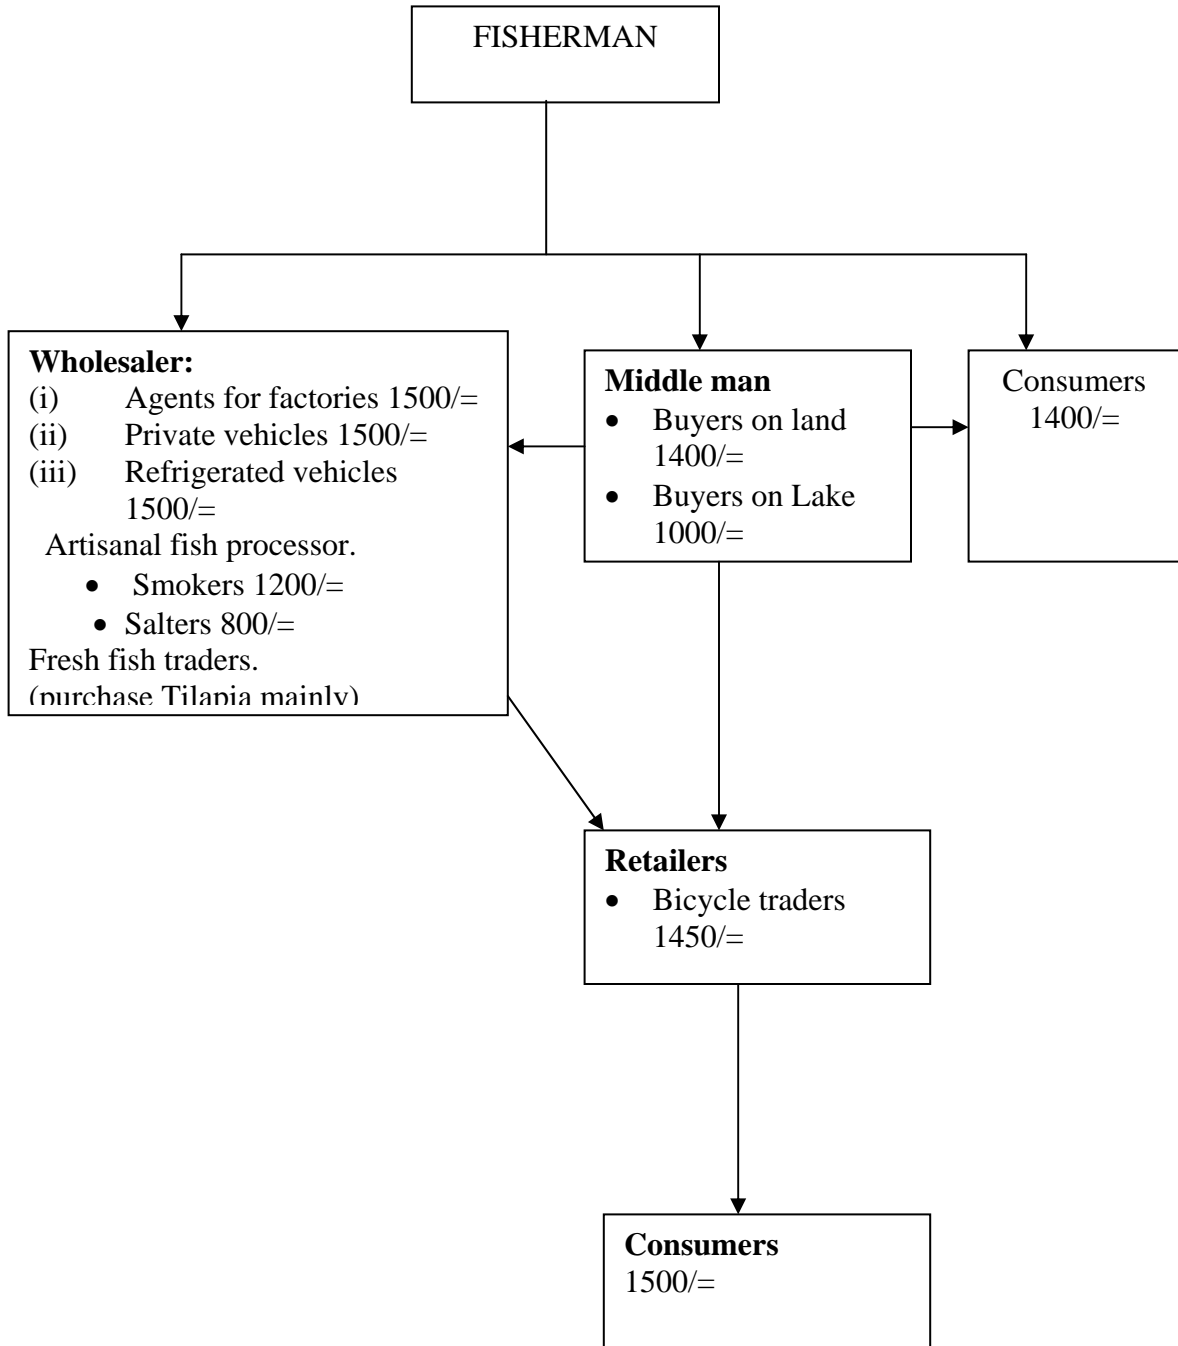 FISHERMAN
Wholesaler:
(i) Agents for factories 1500/=
(ii) Private vehicles 1500/=
(iii) Refrigerated vehicles
1500/=
Artisanal fish processor.
• Smokers 1200/=
• Salters 800/=
Fresh fish traders.
(purchase Tilapia mainly)
Middle man
• Buyers on land
1400/=
• Buyers on Lake
1000/=
Consumers
1400/=
Retailers
• Bicycle traders
1450/=
Consumers
1500/=